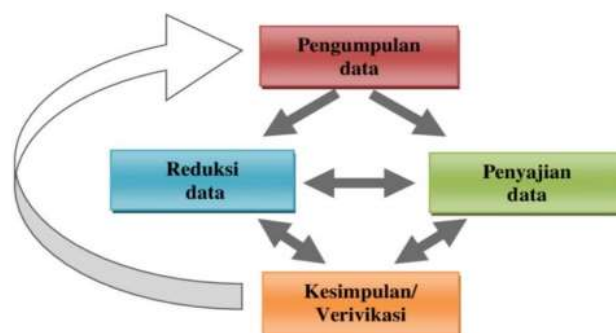 Pengumpulan
data
Reduksi
data
Penyajian
data
Kesimpulan/
Verivikasi